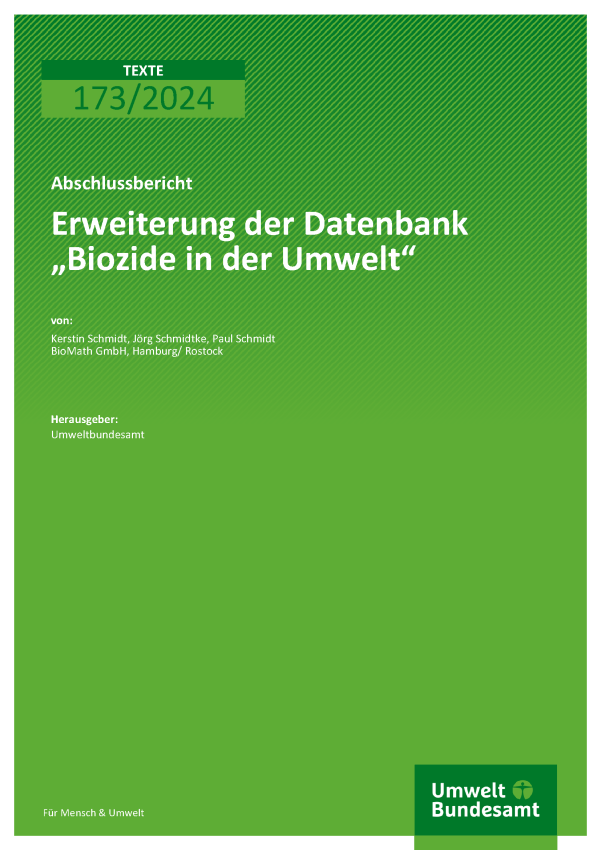 TEXTE
173/2024
Abschlussbericht
Erweiterung der Datenbank
„Biozide in der Umwelt“
von:
Kerstin Schmidt, Jörg Schmidtke, Paul Schmidt
BioMath GmbH, Hamburg/ Rostock
Herausgeber:
Umweltbundesamt
Für Mensch & Umwelt
Umwelt
Bundesamt